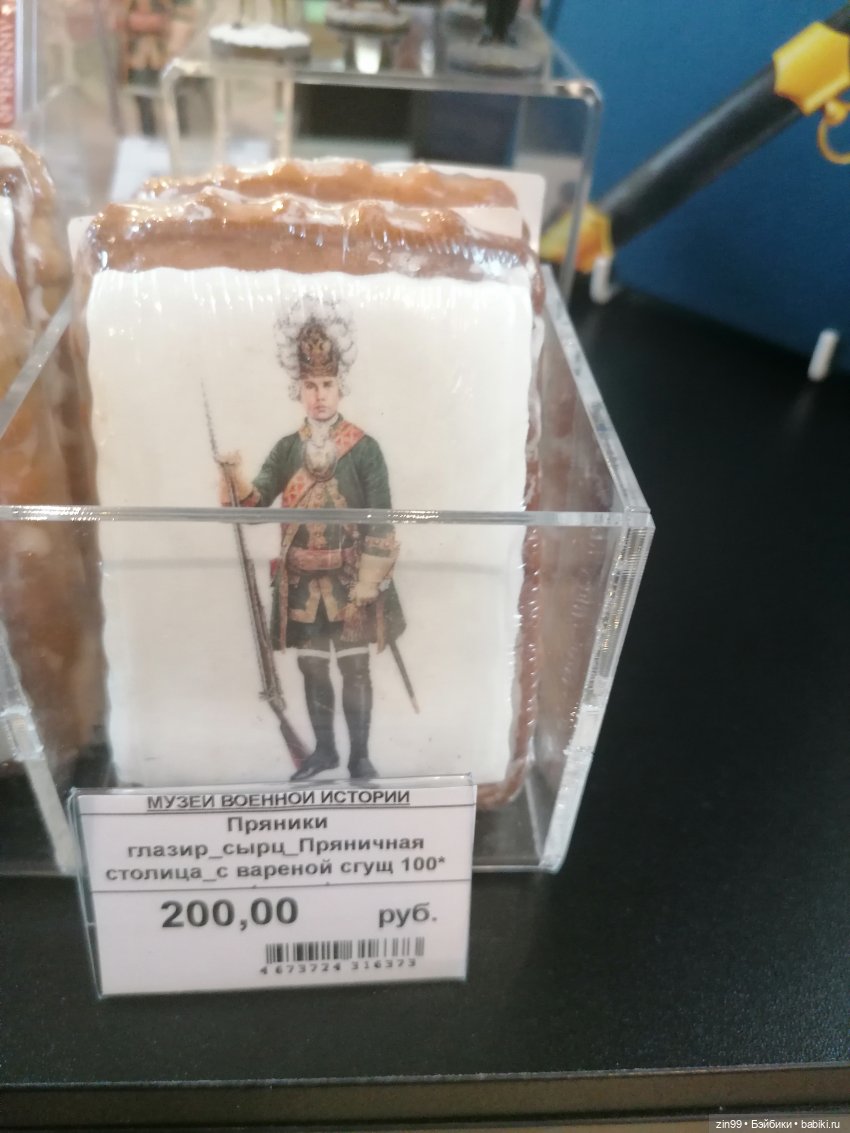 МУЗЕЙ ВОЕННОЙ ИСТОРИИ
Пряники
глазир_сырц_Пряничная
столица_с вареной сгущ 100*
200,00 руб.
4 673724 316373
zin99 • Бэйбики • babiki.ru